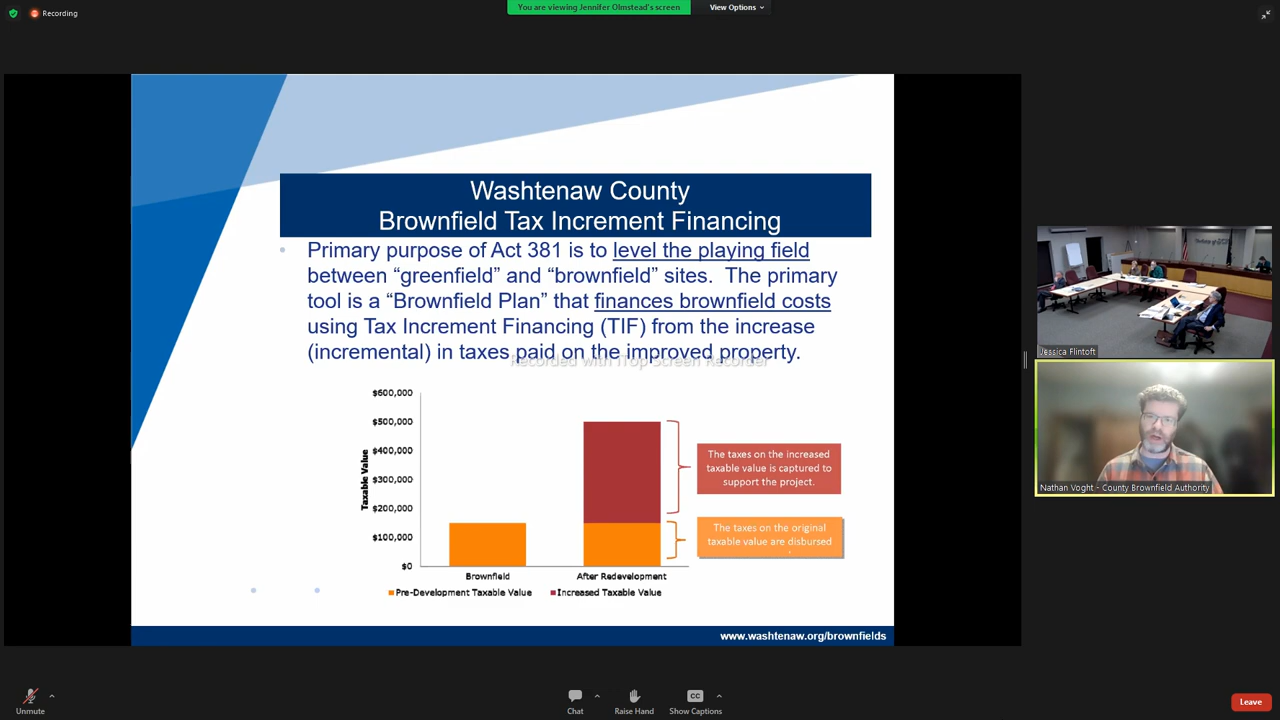 Recording
You are viewing Jennifer Olmstead's screen
View Options
Washtenaw County
Brownfield Tax Increment Financing
Primary purpose of Act 381 is to level the playing field
between “greenfield” and “brownfield” sites. The primary
tool is a “Brownfield Plan” that finances brownfield costs
using Tax Increment Financing (TIF) from the increase
(incremental) in taxes paid on the improved property.
Recorded with iTop Screen Recorder
$600,000
$500,000
$400,000
$300,000
$200,000
$100,000
$0
Taxable Value
The taxes on the increased
taxable value is captured to
support the project.
The taxes on the original
taxable value are disbursed
Brownfield
After Redevelopment
Pre-Development Taxable Value
Increased Taxable Value
www.washtenaw.org/brownfields
Jessica Flintoft
Nathan Voght - County Brownfield Authority
Unmute
Chat
Raise Hand
CC
Show Captions
Leave